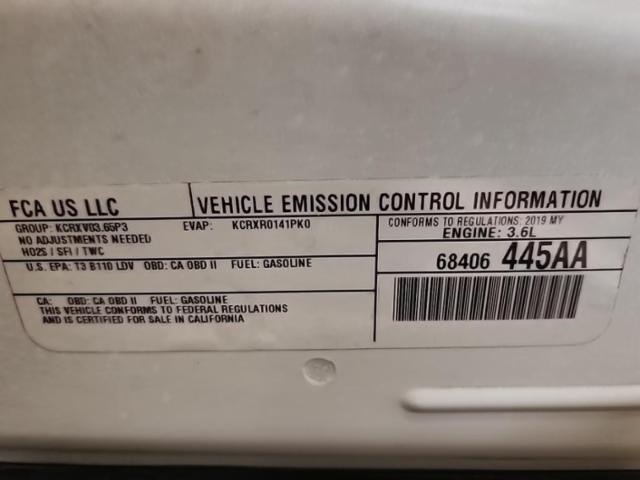 FCA US LLC
VEHICLE EMISSION CONTROL INFORMATION
GROUP: KCRXV03.65P3 EVAP: KCRXR0141PK0
NO ADJUSTMENTS NEEDED
HO2S / SFI / TWC
CONFORMS TO REGULATIONS: 2019 MY
ENGINE: 3.6L
U.S. EPA: T3 B110 LDV OBD: CA OBD II FUEL: GASOLINE
68406 445AA
CA: OBD: CA OBD II FUEL: GASOLINE
THIS VEHICLE CONFORMS TO FEDERAL REGULATIONS
AND IS CERTIFIED FOR SALE IN CALIFORNIA